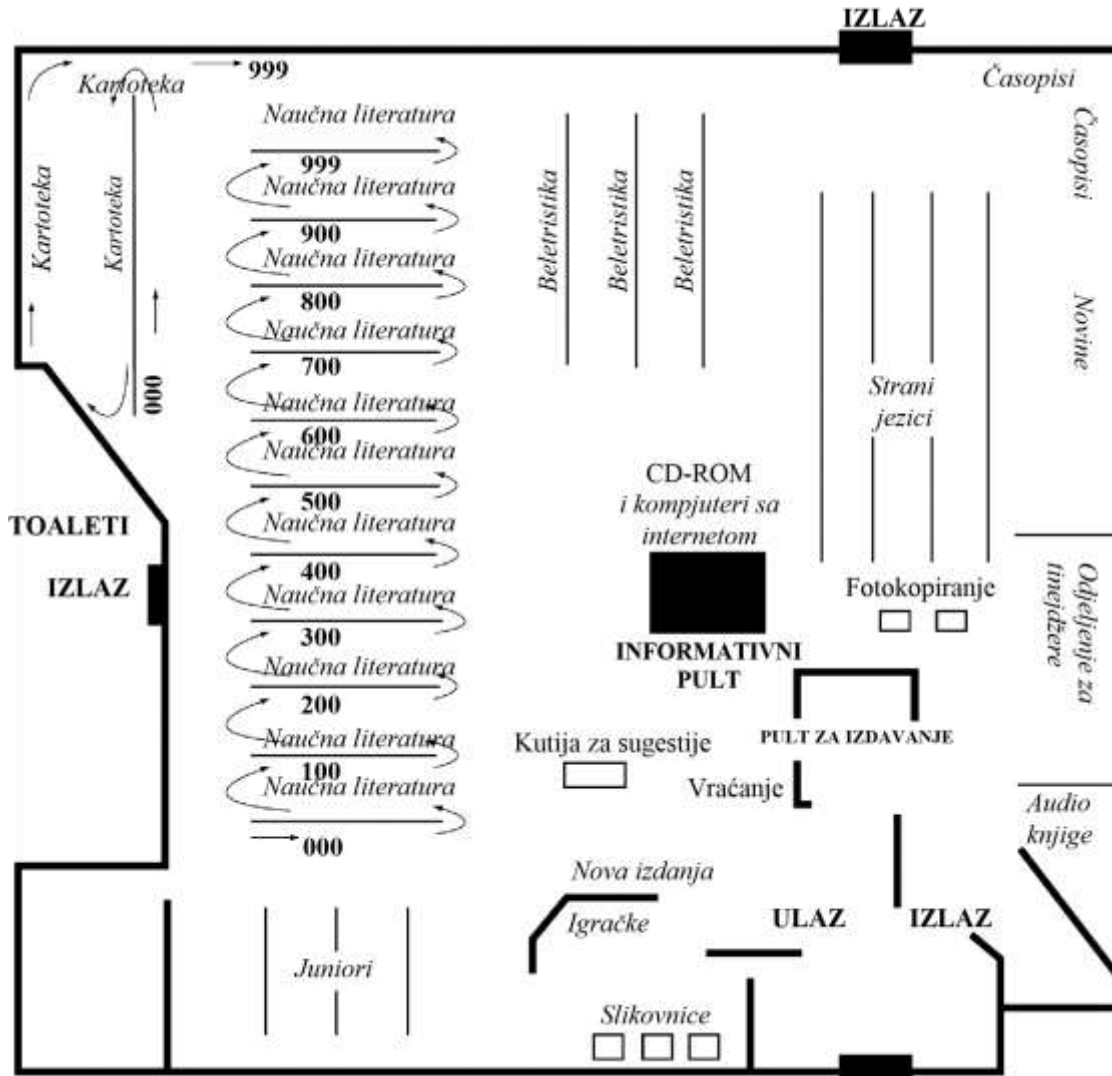 IZLAZ
Kartoteka
999
Časopisi
Naučna literatura
Časopisi
999
Naučna literatura
Kartoteka
Kartoteka
Beletristika
Beletristika
Beletristika
900
Naučna literatura
800
Naučna literatura
Novine
700
Naučna literatura
000
Strani
jezici
600
Naučna literatura
CD-ROM
i kompjuteri sa
internetom
500
Naučna literatura
TOALETI
IZLAZ
400
Naučna literatura
Fotokopiranje
Odjeljenje za
tinejdžere
300
Naučna literatura
INFORMATIVNI
PULT
200
Naučna literatura
Kutija za sugestije
PULT ZA IZDAVANJE
100
Naučna literatura
Vraćanje
Audio
knjige
000
Nova izdanja
Igračke
ULAZ
IZLAZ
Juniori
Slikovnice